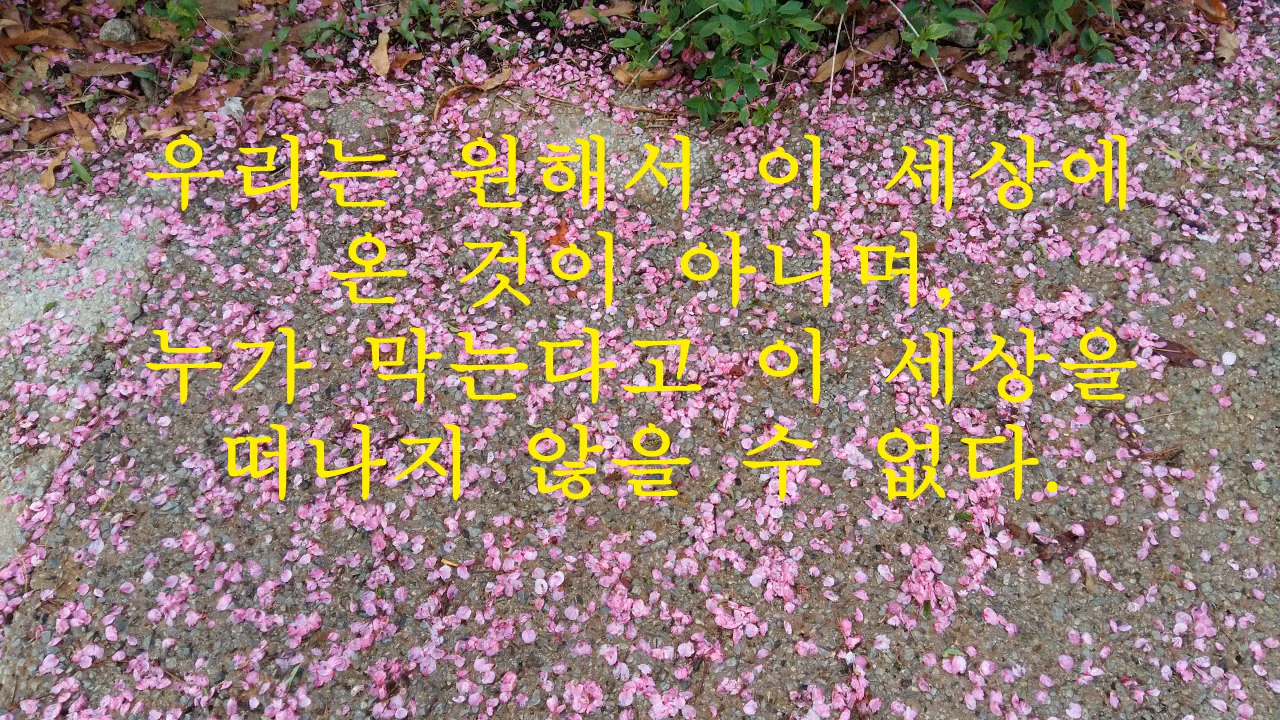 우리는 원해서 이 세상에
온 것이 아니며,
누가 막는다고 이 세상을
떠나지 않을 수 없다.